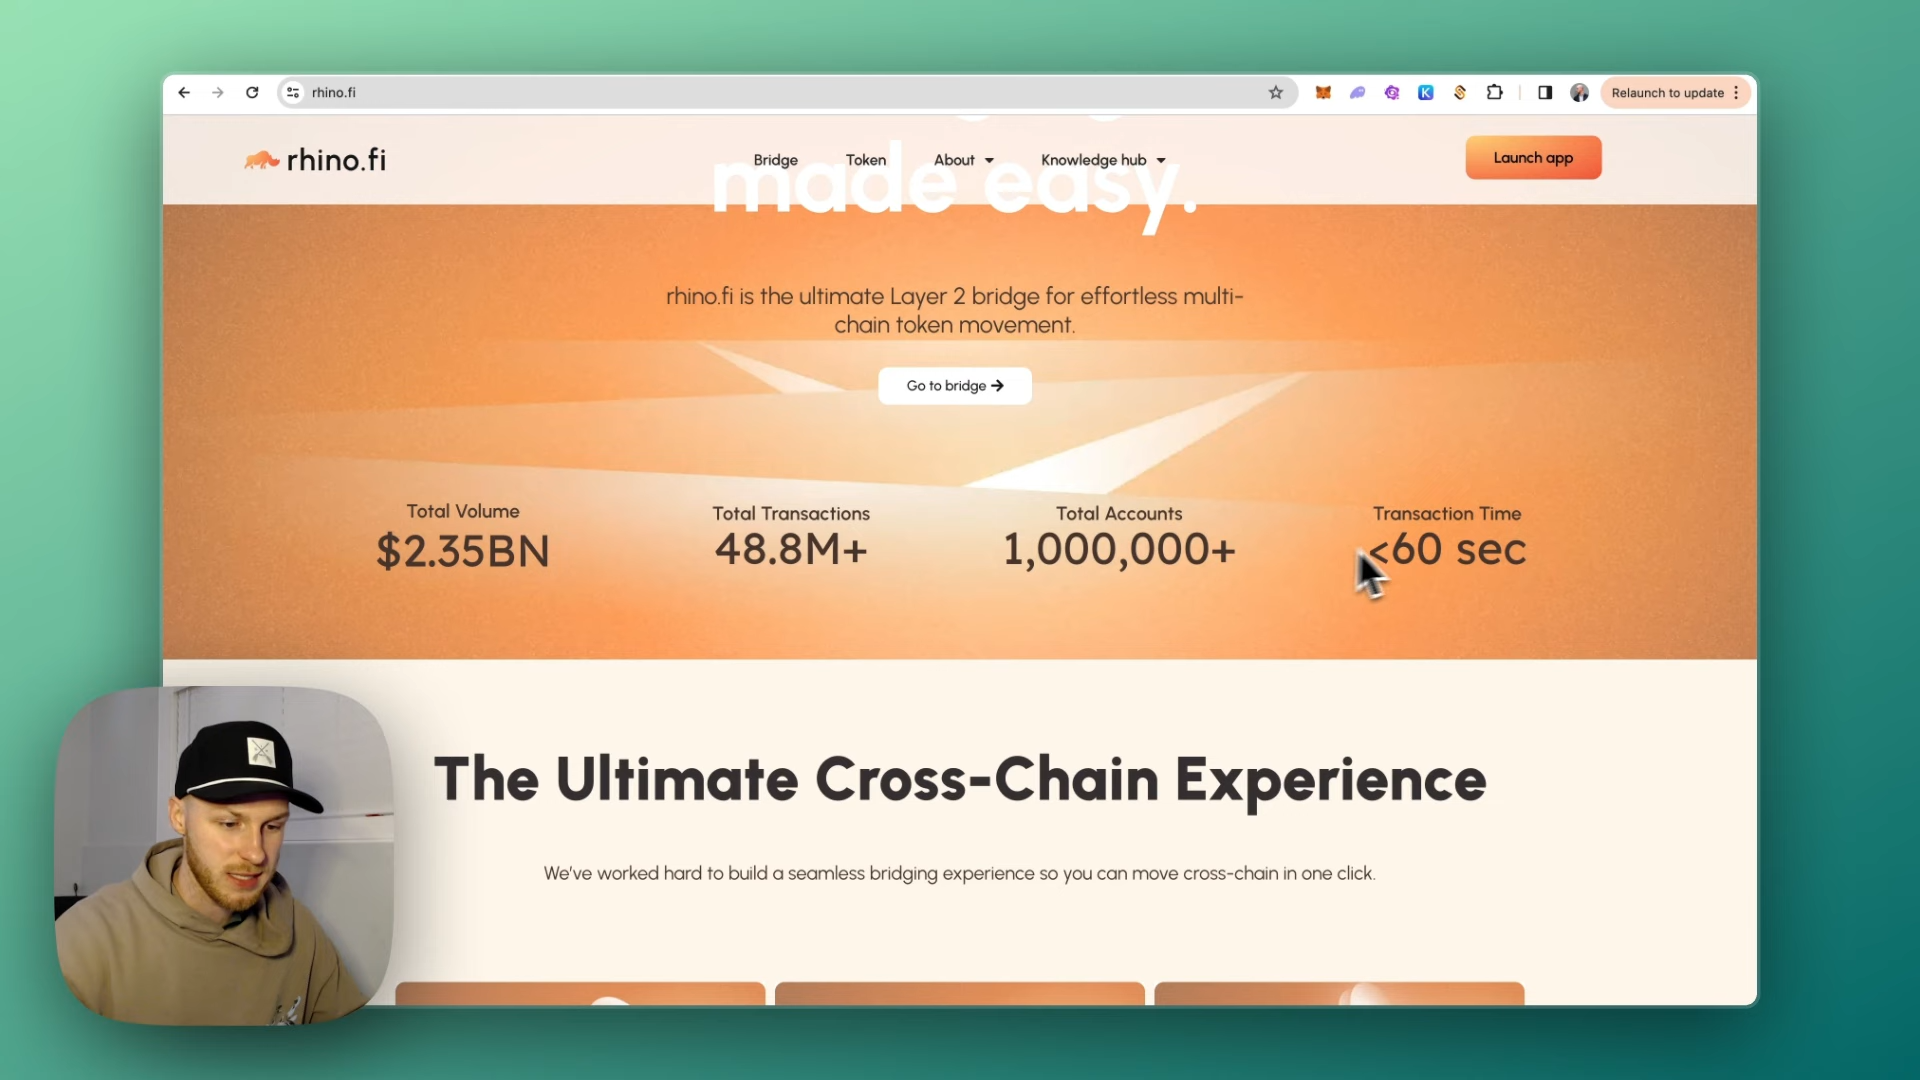 rhino.fi
Relaunch to update
rhino.fi
Bridge
Token
About
Knowledge hub
Launch app
made easy.
rhino.fi is the ultimate Layer 2 bridge for effortless multi-
chain token movement.
Go to bridge
Total Volume
$2.35BN
Total Transactions
48.8M+
Total Accounts
1,000,000+
Transaction Time
<60 sec
The Ultimate Cross-Chain Experience
We've worked hard to build a seamless bridging experience so you can move cross-chain in one click.